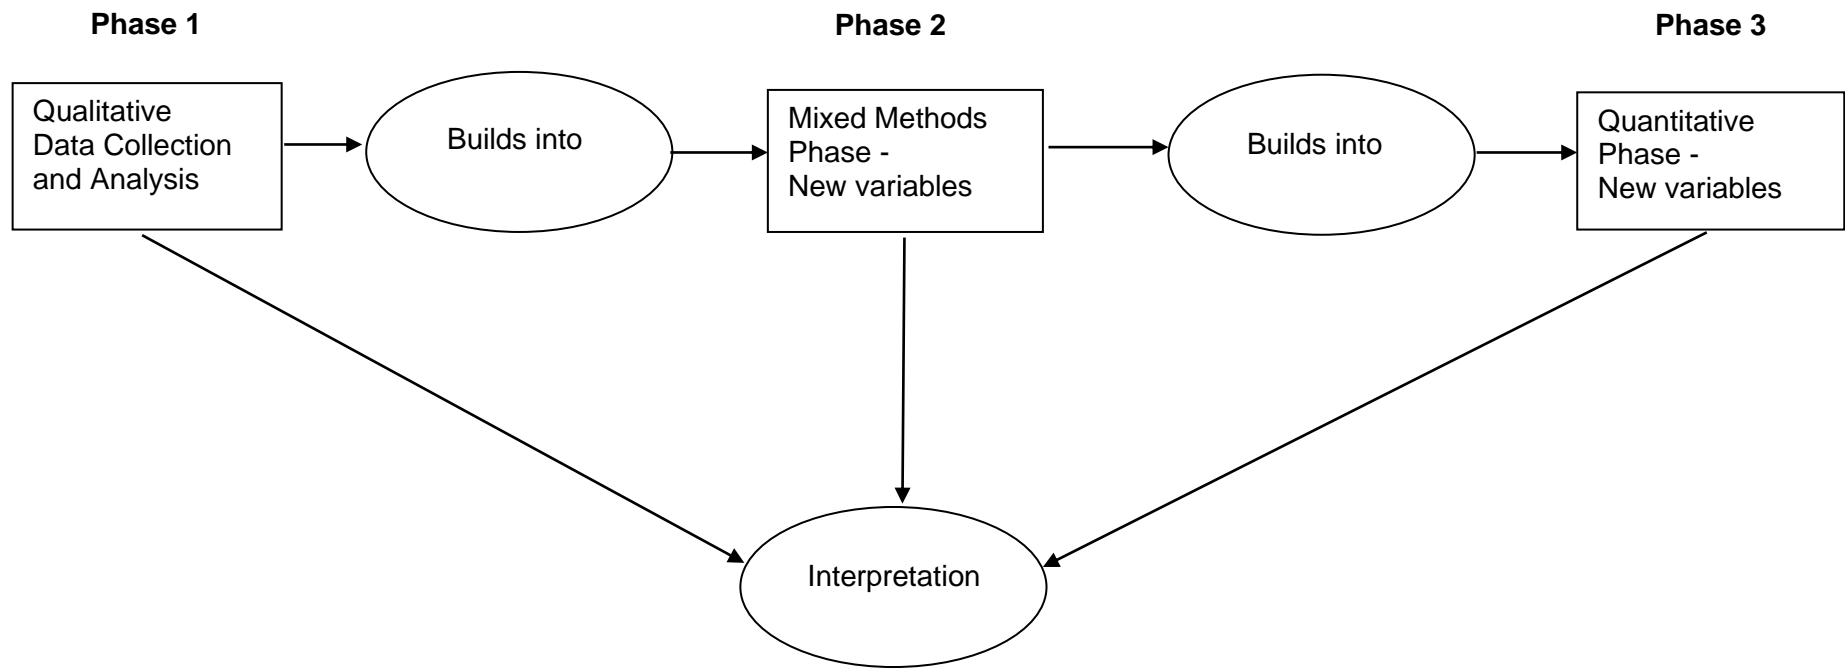 Phase 1
Phase 2
Phase 3
Qualitative
Data Collection
and Analysis
Builds into
Mixed Methods
Phase -
New variables
Builds into
Quantitative
Phase -
New variables
Interpretation